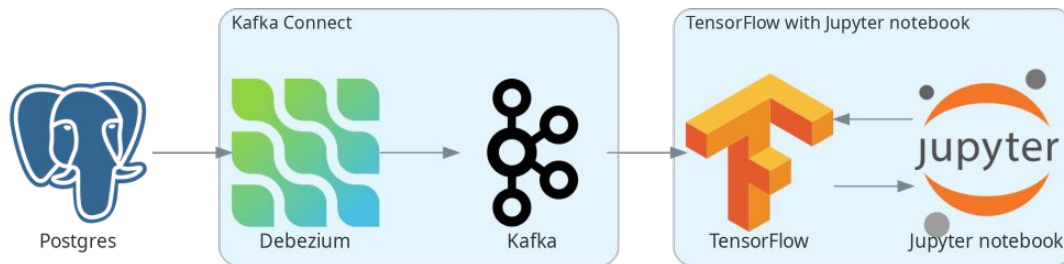 Kafka Connect
TensorFlow with Jupyter notebook
jupyter
Postgres
Debezium
Kafka
TensorFlow
Jupyter notebook